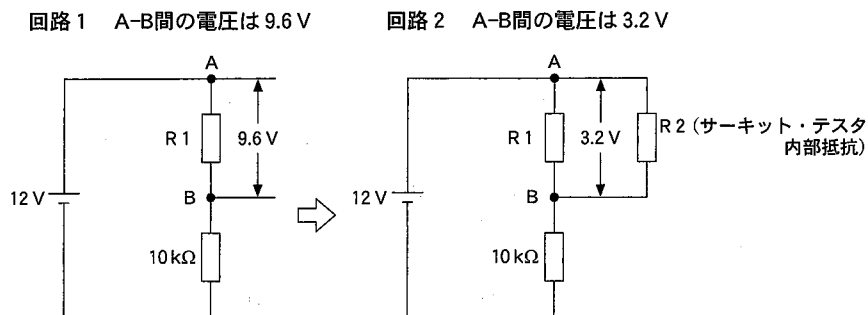 回路1 A-B間の電圧は9.6 V
回路2 A-B間の電圧は3.2 V
A
R1
9.6 V
B
12 V
10 kΩ
A
R1
3.2 V
R2(サーキット・テスタ
内部抵抗)
B
12 V
10 kΩ